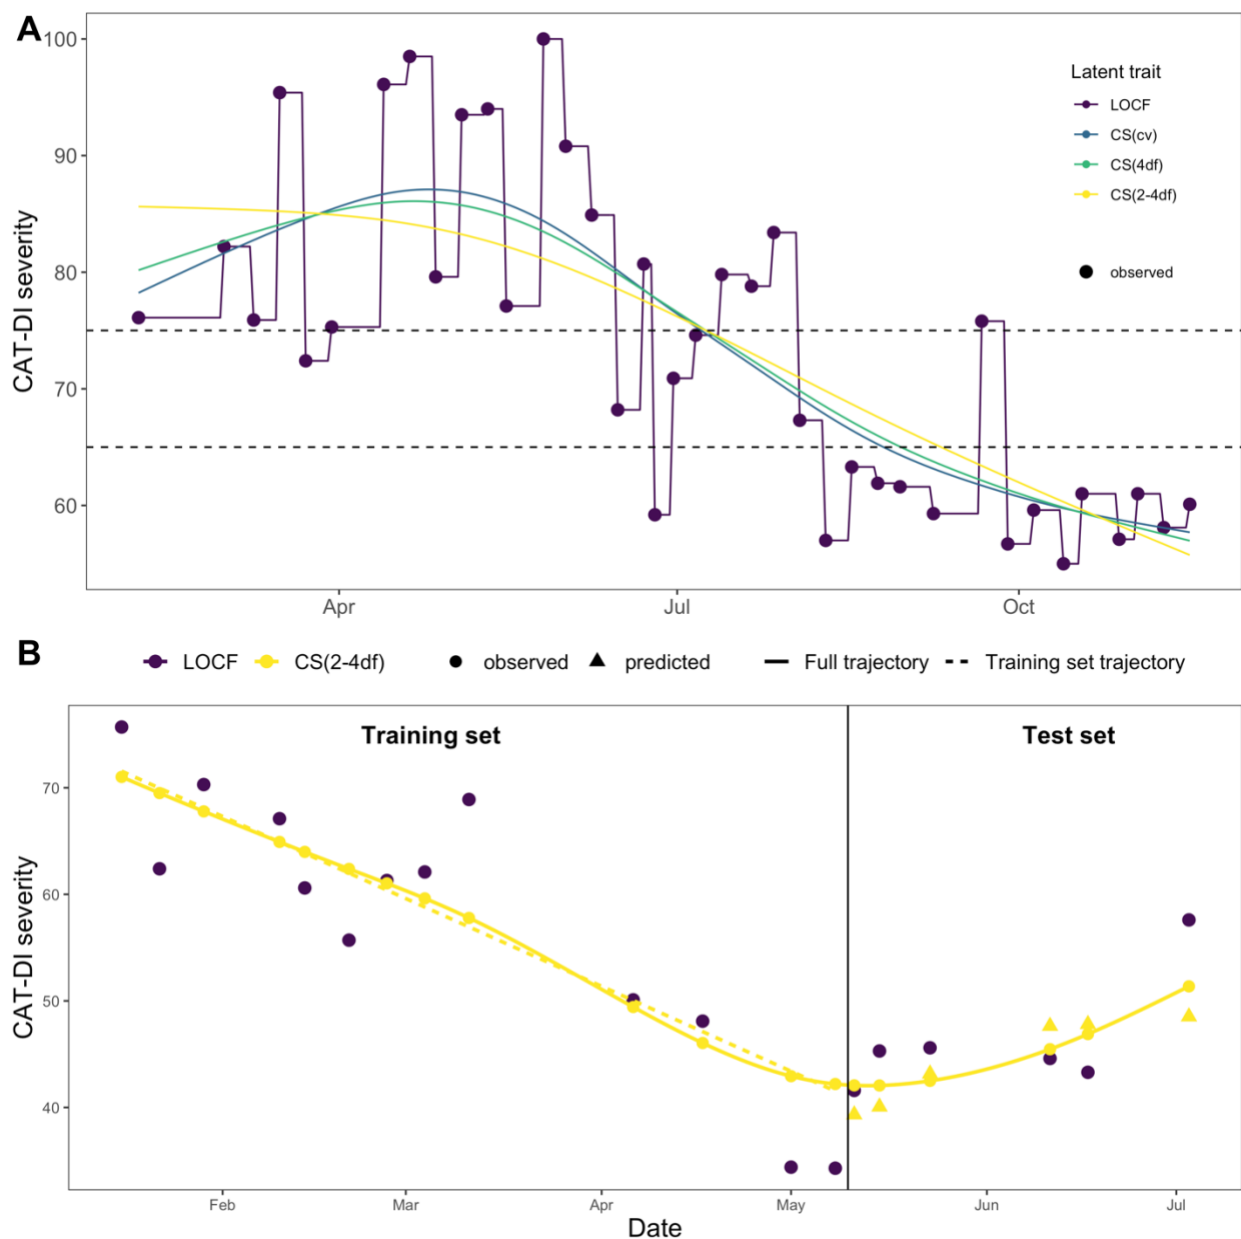 A
100
90
80
70
60
CAT-DI severity
Apr
Jul
Oct
Latent trait
LOCF
CS(cv)
CS(4df)
CS(2-4df)
observed
B
LOCF CS(2-4df) observed predicted Full trajectory Training set trajectory
Training set
Test set
70
60
50
40
CAT-DI severity
Feb
Mar
Apr
May
Jun
Jul
Date